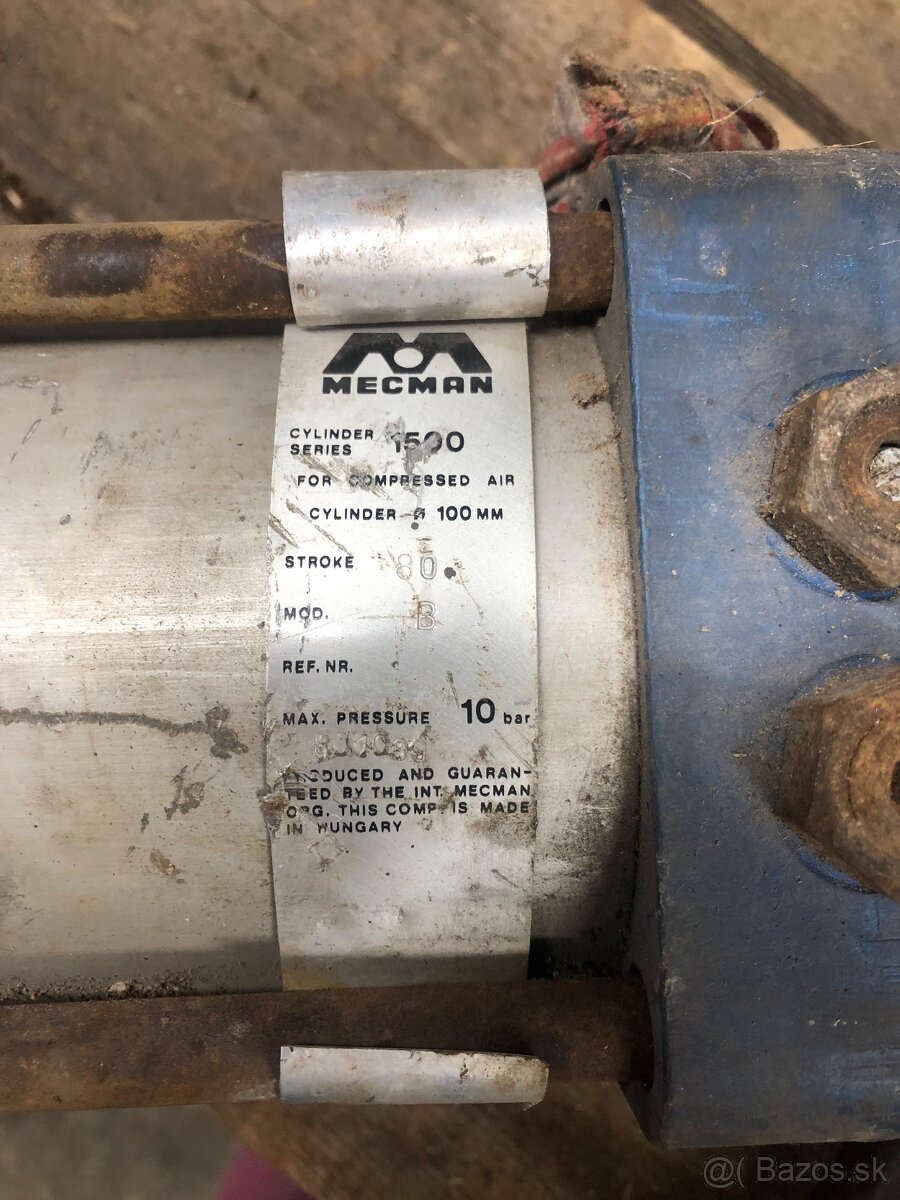 MECMAN
CYLINDER
SERIES 1500
FOR COMPRESSED AIR
CYLINDER ø 100 MM
STROKE 80
MOD. B
REF. NR.
MAX. PRESSURE 10 bar
PRODUCED AND GUARAN-
TEED BY THE INT. MECMAN
ORG. THIS COMP. IS MADE
IN HUNGARY
@( Bazos.sk